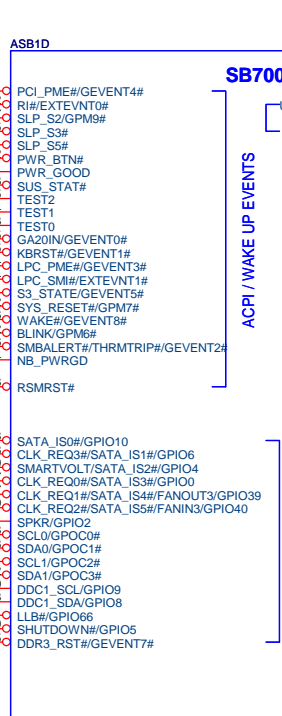 ASB1D
SB700
PCI_PME#/GEVENT4#
RI#/EXTEVNT0#
SLP_S2/GPM9#
SLP_S3#
SLP_S5#
PWR_BTN#
PWR_GOOD
SUS_STAT#
TEST2
TEST1
TEST0
GA20IN/GEVENT0#
KBRST#/GEVENT1#
LPC_PME#/GEVENT3#
LPC_SMI#/EXTEVNT1#
S3_STATE/GEVENT5#
SYS_RESET#/GPM7#
WAKE#/GEVENT8#
BLINK/GPM6#
SMBALERT#/THRMTRIP#/GEVENT2#
NB_PWRGD
RSMRST#
ACPI / WAKE UP EVENTS
SATA_IS0#/GPIO10
CLK_REQ3#/SATA_IS1#/GPIO6
SMARTVOLT/SATA_IS2#/GPIO4
CLK_REQ0#/SATA_IS3#/GPIO0
CLK_REQ1#/SATA_IS4#/FANOUT3/GPIO39
CLK_REQ2#/SATA_IS5#/FANIN3/GPIO40
SPKR/GPIO2
SCL0/GPOC0#
SDA0/GPOC1#
SCL1/GPOC2#
SDA1/GPOC3#
DDC1_SCL/GPIO9
DDC1_SDA/GPIO8
LLB#/GPIO66
SHUTDOWN#/GPIO5
DDR3_RST#/GEVENT7#